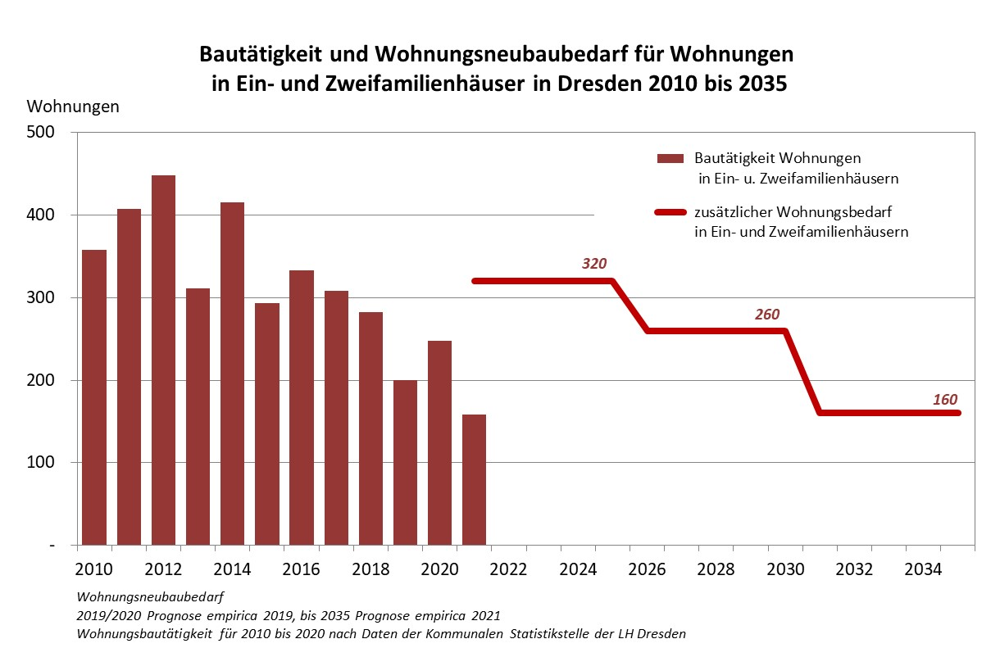 Bautätigkeit und Wohnungsneubaubedarf für Wohnungen
in Ein- und Zweifamilienhäuser in Dresden 2010 bis 2035
Wohnungen
500
400
300
200
100
-
Bautätigkeit Wohnungen
in Ein- u. Zweifamilienhäusern
zusätzlicher Wohnungsbedarf
in Ein- und Zweifamilienhäusern
320
260
160
2010 2012 2014 2016 2018 2020 2022 2024 2026 2028 2030 2032 2034
Wohnungsneubaubedarf
2019/2020 Prognose empirica 2019, bis 2035 Prognose empirica 2021
Wohnungsbautätigkeit für 2010 bis 2020 nach Daten der Kommunalen Statistikstelle der LH Dresden